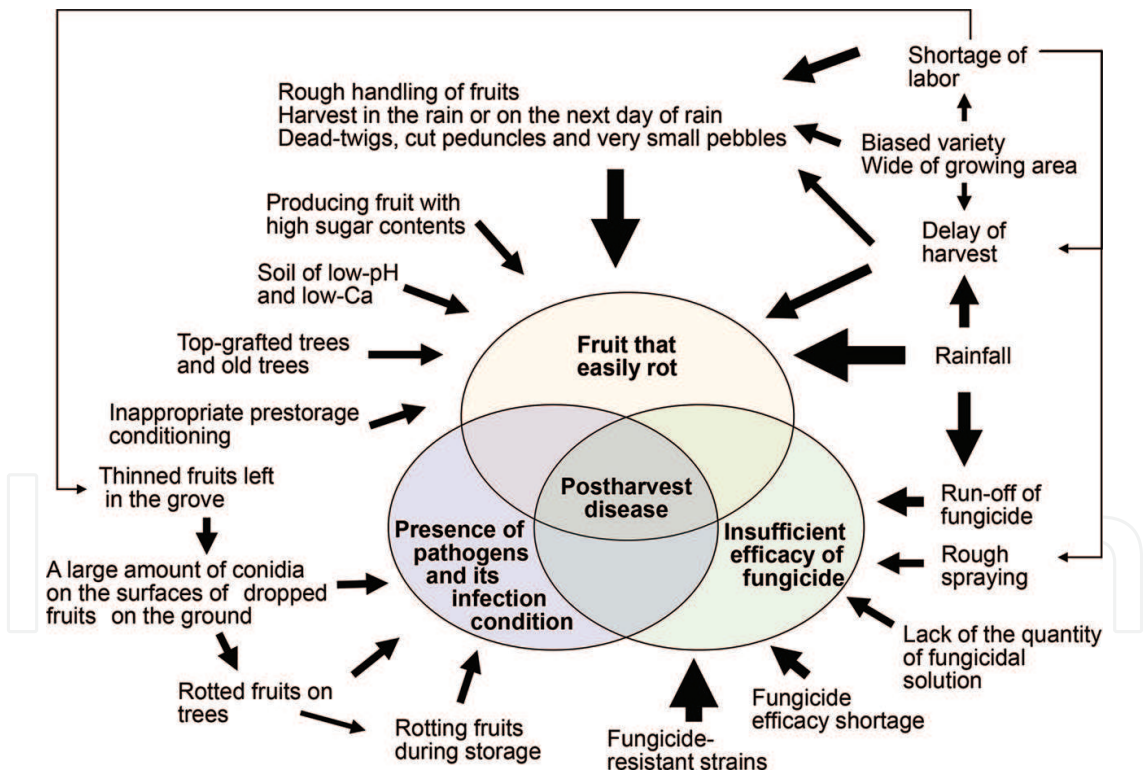 Shortage of
labor
Rough handling of fruits
Harvest in the rain or on the next day of rain
Dead-twigs, cut peduncles and very small pebbles
Biased variety
Wide of growing area
Producing fruit with
high sugar contents
Delay of
harvest
Soil of low-pH
and low-Ca
Top-grafted trees
and old trees
Fruit that
easily rot
Rainfall
Inappropriate prestorage
conditioning
Thinned fruits left
in the grove
Postharvest
disease
Run-off of
fungicide
Presence of
pathogens
and its
infection
condition
Insufficient
efficacy of
fungicide
Rough
spraying
A large amount of conidia
on the surfaces of dropped
fruits on the ground
Lack of the quantity
of fungicidal
solution
Rotted fruits on
trees
Rotting fruits
during storage
Fungicide
efficacy shortage
Fungicide-
resistant strains